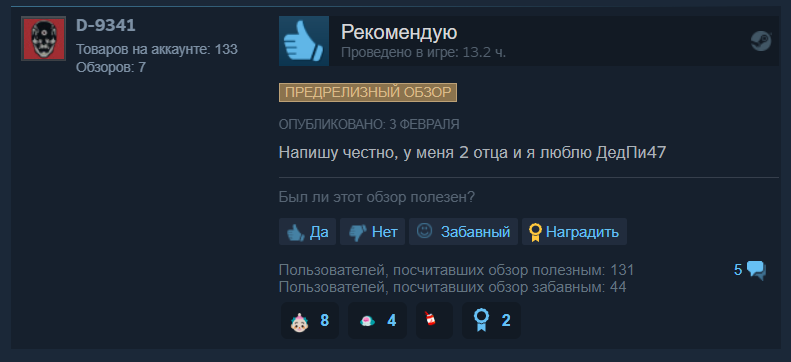 D-9341
Товаров на аккаунте: 133
Обзоров: 7
Рекомендую
Проведено в игре: 13.2 ч.
ПРЕДРЕЛИЗНЫЙ ОБЗОР
ОПУБЛИКОВАНО: 3 ФЕВРАЛЯ
Напишу честно, у меня 2 отца и я люблю ДедПи47
Был ли этот обзор полезен?
Да Нет Забавный Наградить
Пользователей, посчитавших обзор полезным: 131 5
Пользователей, посчитавших обзор забавным: 44
8 4 2